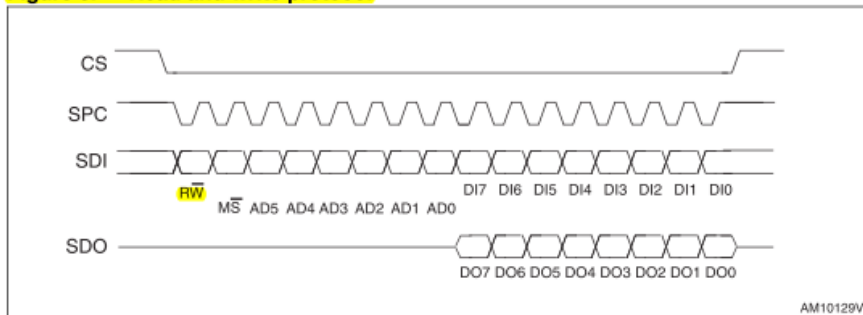 CS
SPC
SDI
RW̅
DI7 DI6 DI5 DI4 DI3 DI2 DI1 DI0
MS̅ AD5 AD4 AD3 AD2 AD1 AD0
SDO
DO7 DO6 DO5 DO4 DO3 DO2 DO1 DO0
AM10129V